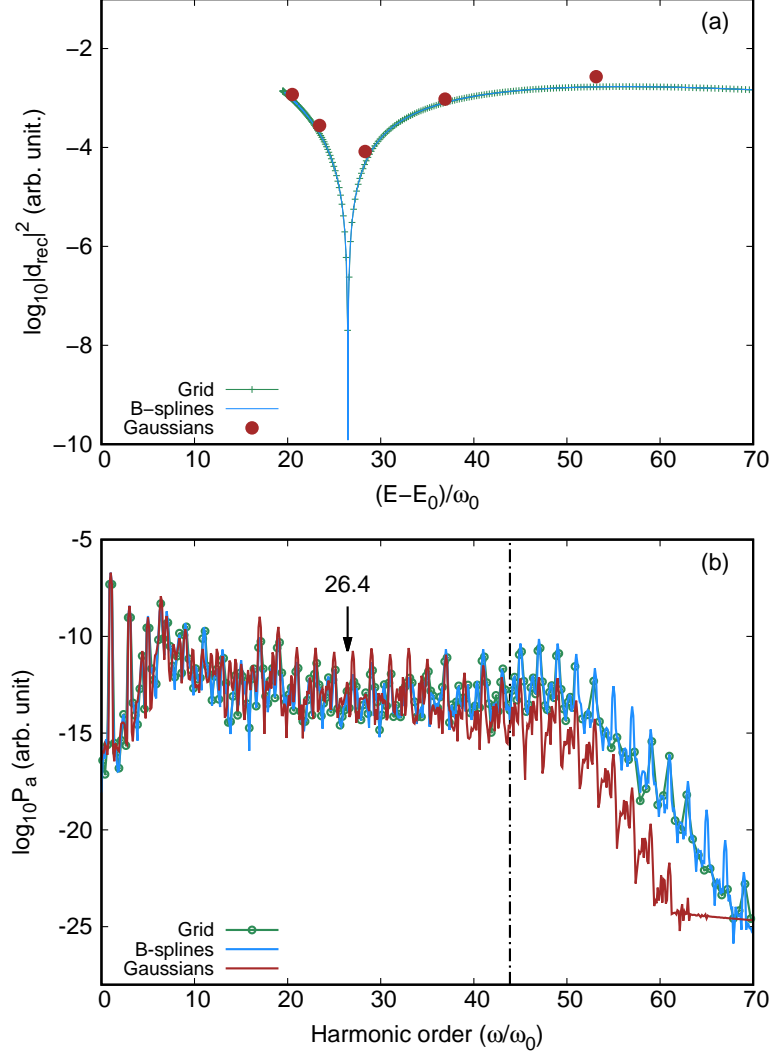 (a)
−2
−4
−6
−8
−10
log10|drec|2 (arb. unit.)
Grid
B−splines
Gaussians
0 10 20 30 40 50 60 70
(E−E0)/ω0
(b)
26.4
-5
-10
-15
-20
-25
log10Pa (arb. unit)
Grid
B-splines
Gaussians
0 10 20 30 40 50 60 70
Harmonic order (ω/ω0)